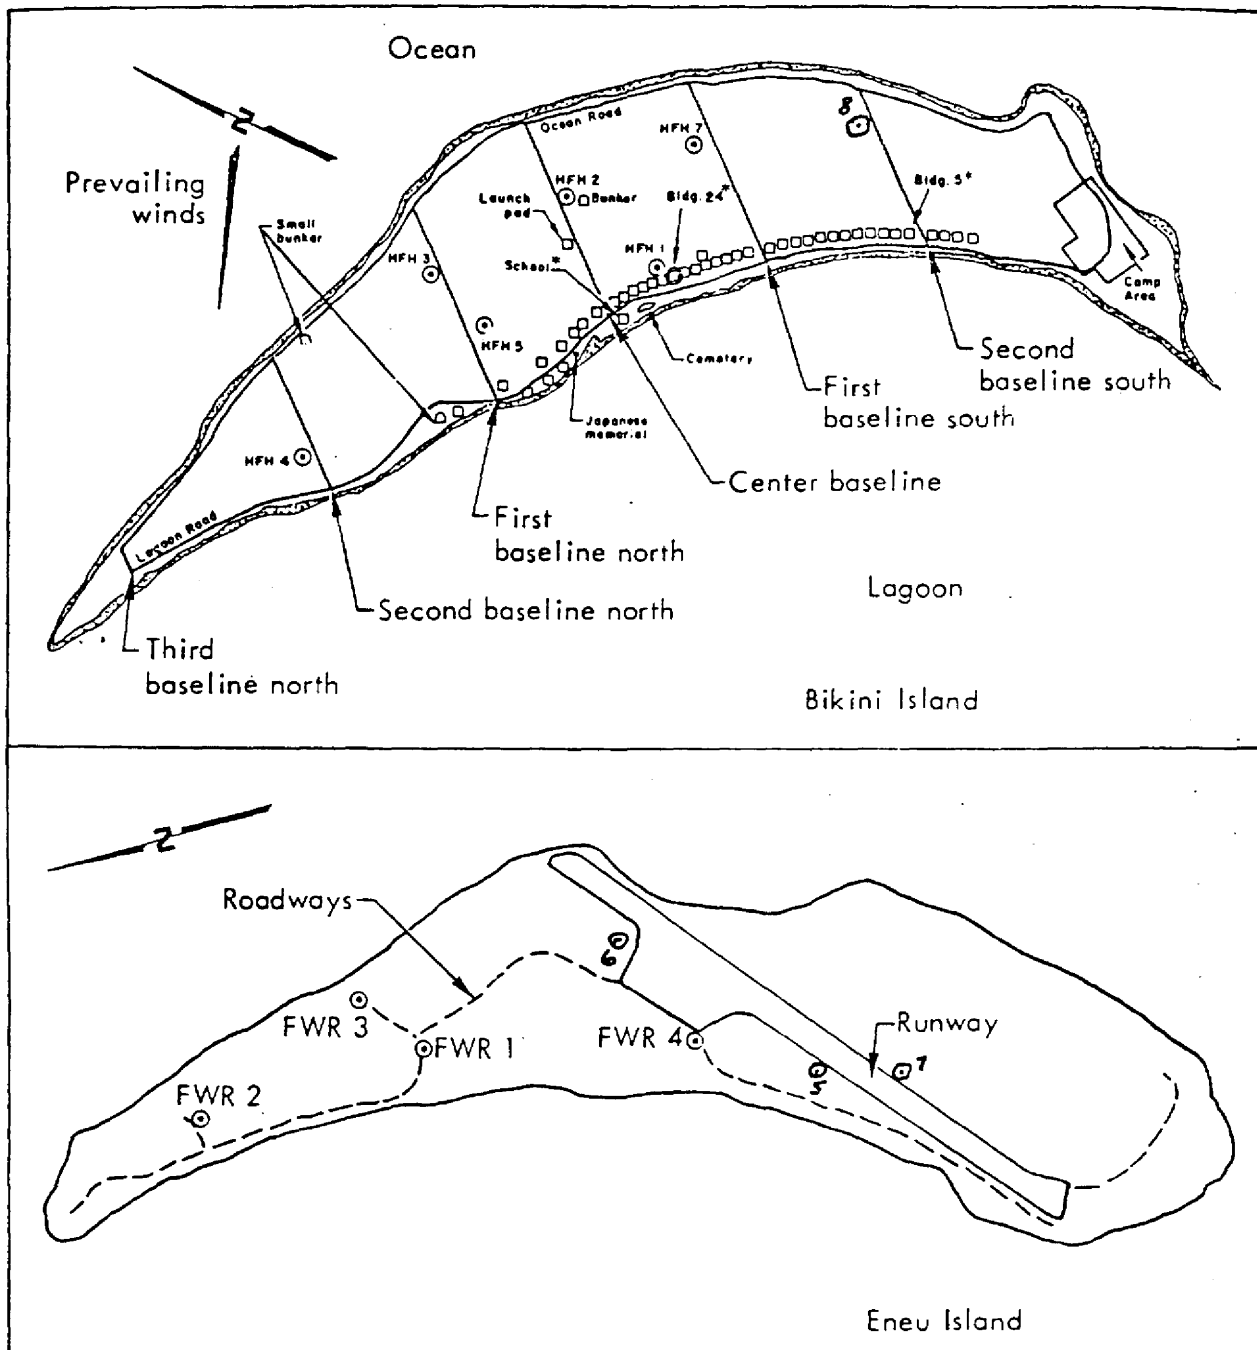 Ocean
N
Prevailing
winds
Ocean Road
HFH 7
8
HFH 2
Bunker
Bldg. 24*
Bldg. 5*
Launch
pad
Small
bunker
HFH 3
School*
HFH 1
Camp
Area
HFH 5
Cemetery
Japanese
memorial
Second
baseline south
First
baseline south
HFH 4
Center baseline
Lagoon Road
First
baseline north
Second baseline north
Lagoon
Third
baseline north
Bikini Island
N
Roadways
6
FWR 3
FWR 1
FWR 4
Runway
5
7
FWR 2
Eneu Island